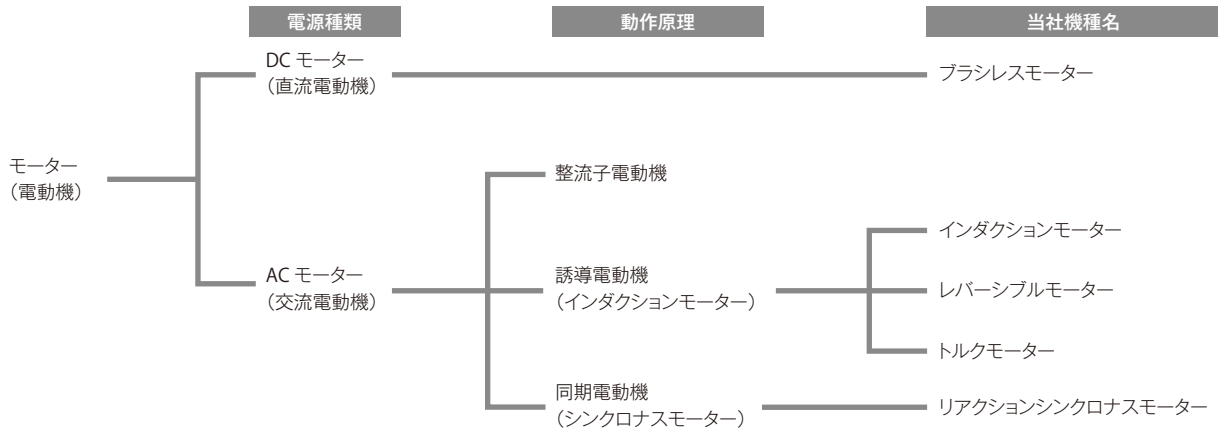 電源種類
動作原理
当社機種名
DC モーター
（直流電動機）
ブラシレスモーター
モーター
（電動機）
整流子電動機
インダクションモーター
AC モーター
（交流電動機）
誘導電動機
（インダクションモーター）
レバーシブルモーター
トルクモーター
同期電動機
（シンクロナスモーター）
リアクションシンクロナスモーター